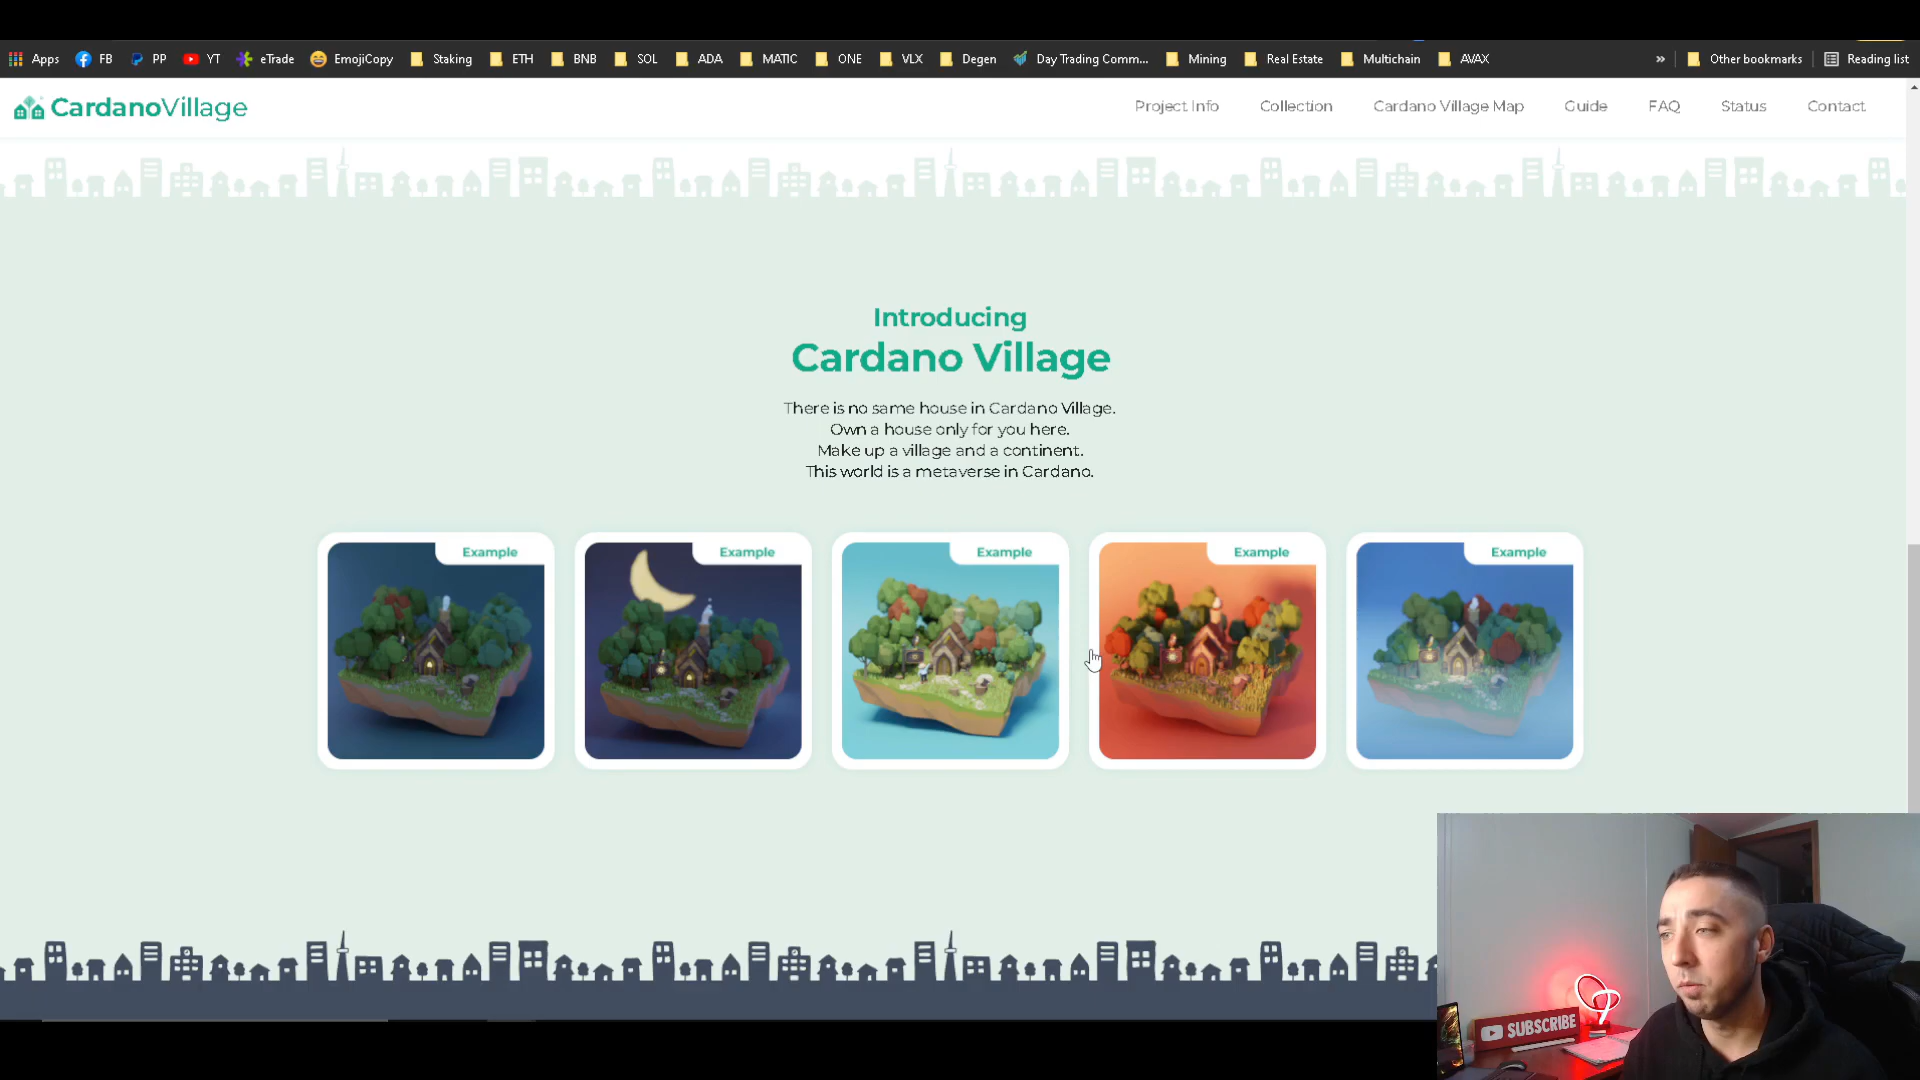 Apps FB PP YT eTrade EmojiCopy Staking ETH BNB SOL ADA MATIC ONE VLX Degen Day Trading Comm... Mining Real Estate Multichain AVAX » Other bookmarks Reading list
CardanoVillage Project Info Collection Cardano Village Map Guide FAQ Status Contact
Introducing
Cardano Village
There is no same house in Cardano Village.
Own a house only for you here.
Make up a village and a continent.
This world is a metaverse in Cardano.
Example Example Example Example Example
SUBSCRIBE